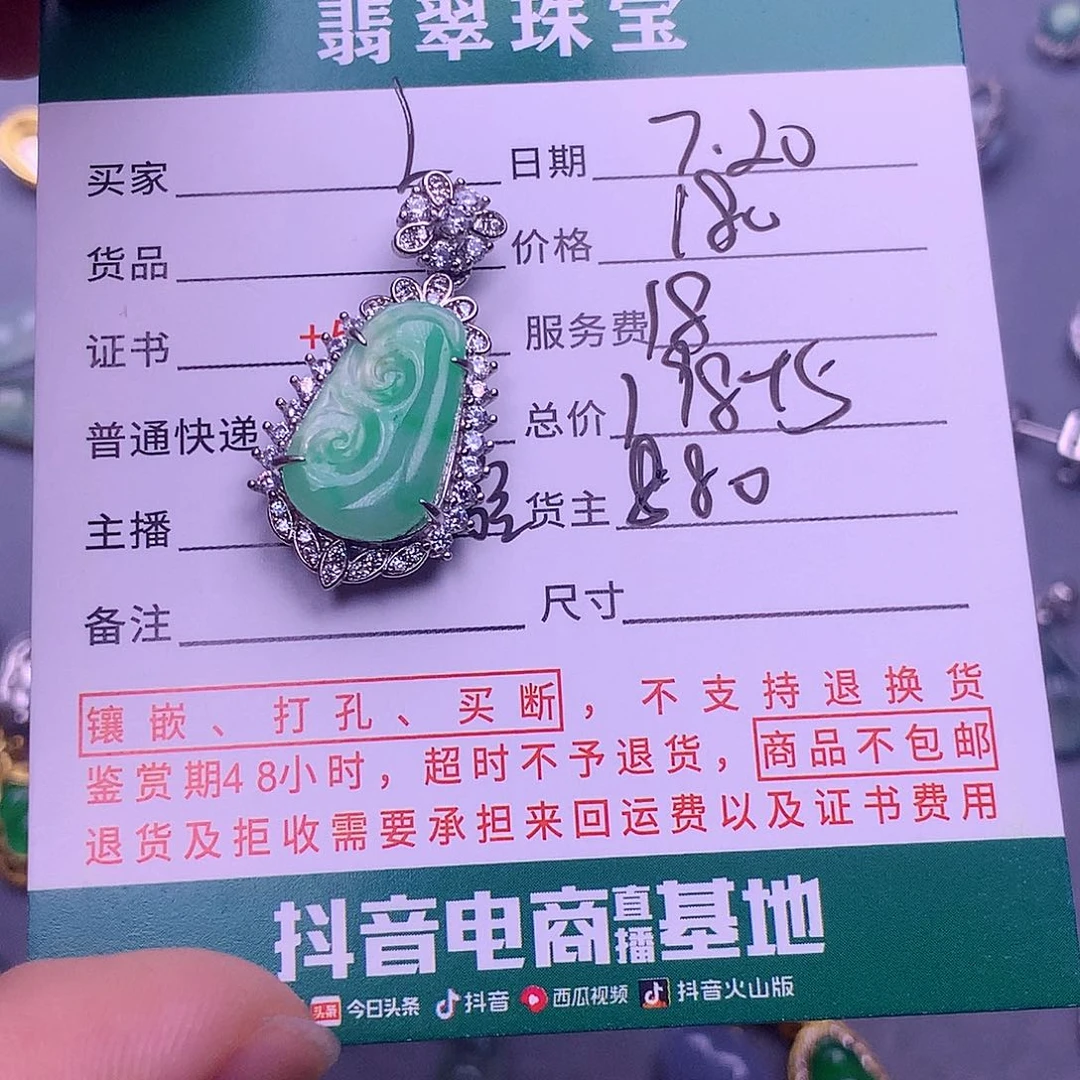 翡翠珠宝
买家 L 日期 7.20
货品 价格 180
证书 服务费 18
普通快递 总价 198+5
主播 货主 880
备注 尺寸
镶嵌、打孔、买断，不支持退换货
鉴赏期48小时，超时不予退货，商品不包邮
退货及拒收需要承担来回运费以及证书费用
抖音电商直播基地
头条 今日头条 抖音 西瓜视频 抖音火山版